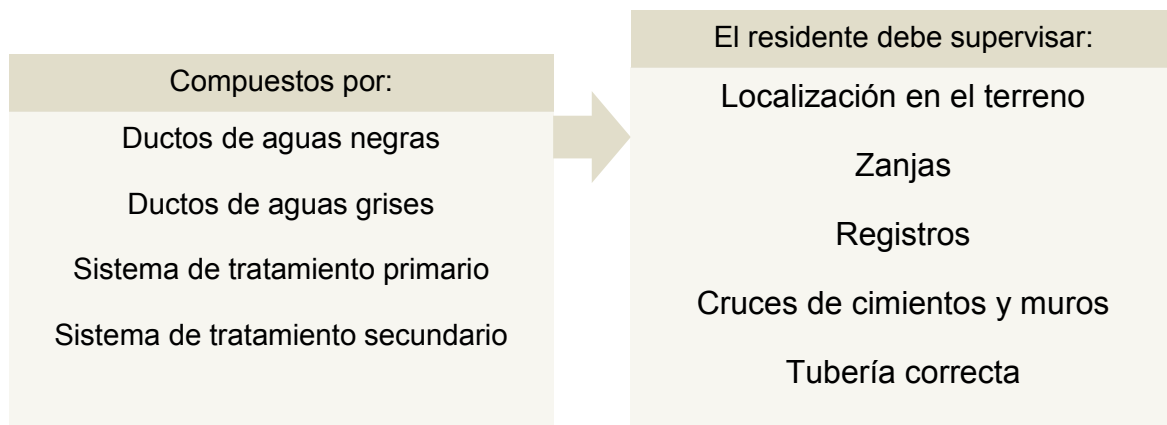 Compuestos por:
Ductos de aguas negras
Ductos de aguas grises
Sistema de tratamiento primario
Sistema de tratamiento secundario
El residente debe supervisar:
Localización en el terreno
Zanjas
Registros
Cruces de cimientos y muros
Tubería correcta